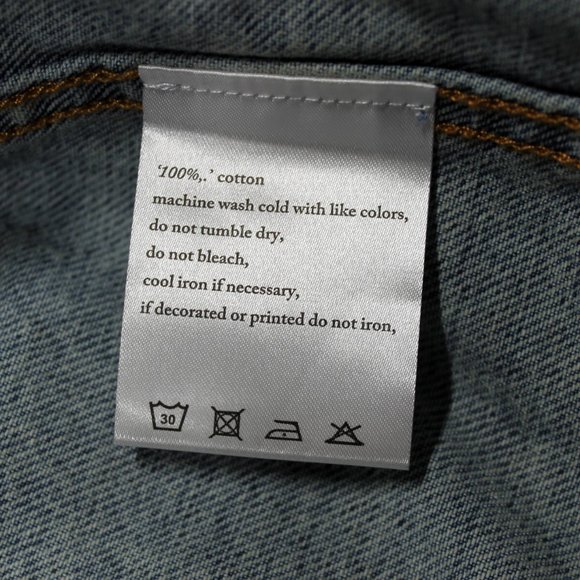 ‘100%,.’ cotton
machine wash cold with like colors,
do not tumble dry,
do not bleach,
cool iron if necessary,
if decorated or printed do not iron,
30